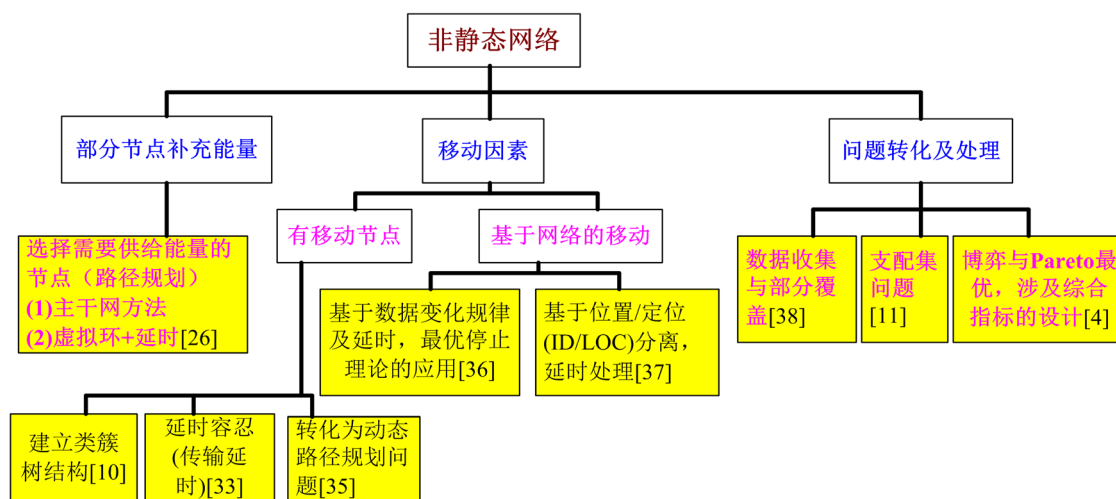 非静态网络
部分节点补充能量
移动因素
问题转化及处理
选择需要供给能量的
节点（路径规划）
(1)主干网方法
(2)虚拟环+延时[26]
有移动节点
基于网络的移动
数据收集
与部分覆
盖[38]
支配集
问题
[11]
博弈与Pareto最
优，涉及综合
指标的设计[4]
基于数据变化规律
及延时，最优停止
理论的应用[36]
基于位置/定位
(ID/LOC)分离，
延时处理[37]
建立类簇
树结构[10]
延时容忍
(传输延
时)[33]
转化为动态
路径规划问
题[35]